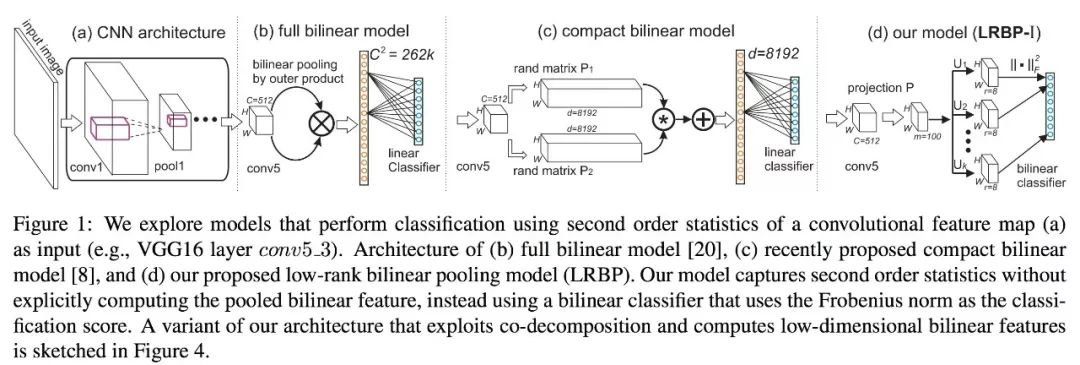 input image
(a) CNN architecture
conv1
pool1
(b) full bilinear model
bilinear pooling
by outer product
C=512
H
W
conv5
C² = 262k
linear
Classifier
(c) compact bilinear model
rand matrix P₁
C=512
H
W
d=8192
H
W
conv5
d=8192
H
W
rand matrix P₂
d=8192
linear
classifier
(d) our model (LRBP-I)
projection P
H
W
C=512
conv5
H
W
m=100
U₁
H
W
r=8
U₂
H
W
r=8
Uₖ
H
W
r=8
||·||²F
bilinear
classifier
Figure 1: We explore models that perform classification using second order statistics of a convolutional feature map (a)
as input (e.g., VGG16 layer conv5_3). Architecture of (b) full bilinear model [20], (c) recently proposed compact bilinear
model [8], and (d) our proposed low-rank bilinear pooling model (LRBP). Our model captures second order statistics without
explicitly computing the pooled bilinear feature, instead using a bilinear classifier that uses the Frobenius norm as the classi-
fication score. A variant of our architecture that exploits co-decomposition and computes low-dimensional bilinear features
is sketched in Figure 4.